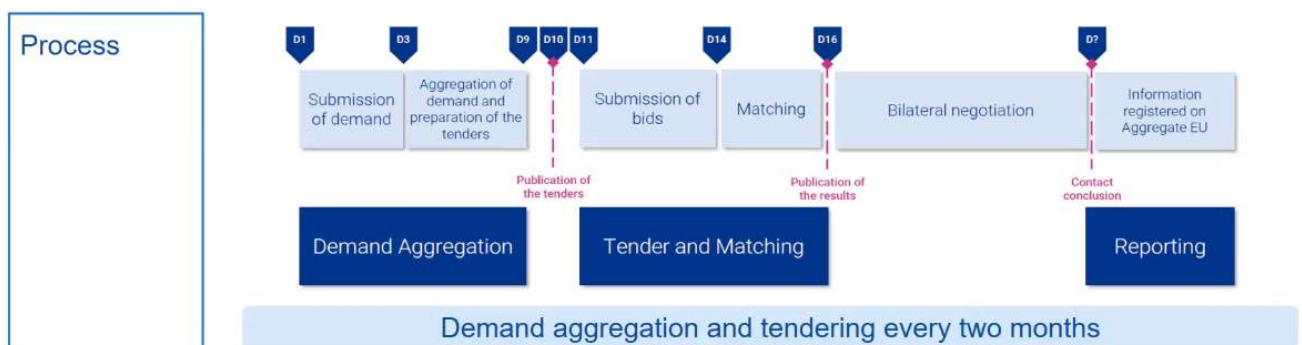 Process
D1
D3
D9
D10
D11
D14
D16
D?
Submission
of demand
Aggregation of
demand and
preparation of the
tenders
Submission of
bids
Matching
Bilateral negotiation
Information
registered on
Aggregate EU
Publication of
the tenders
Publication of
the results
Contact
conclusion
Demand Aggregation
Tender and Matching
Reporting
Demand aggregation and tendering every two months